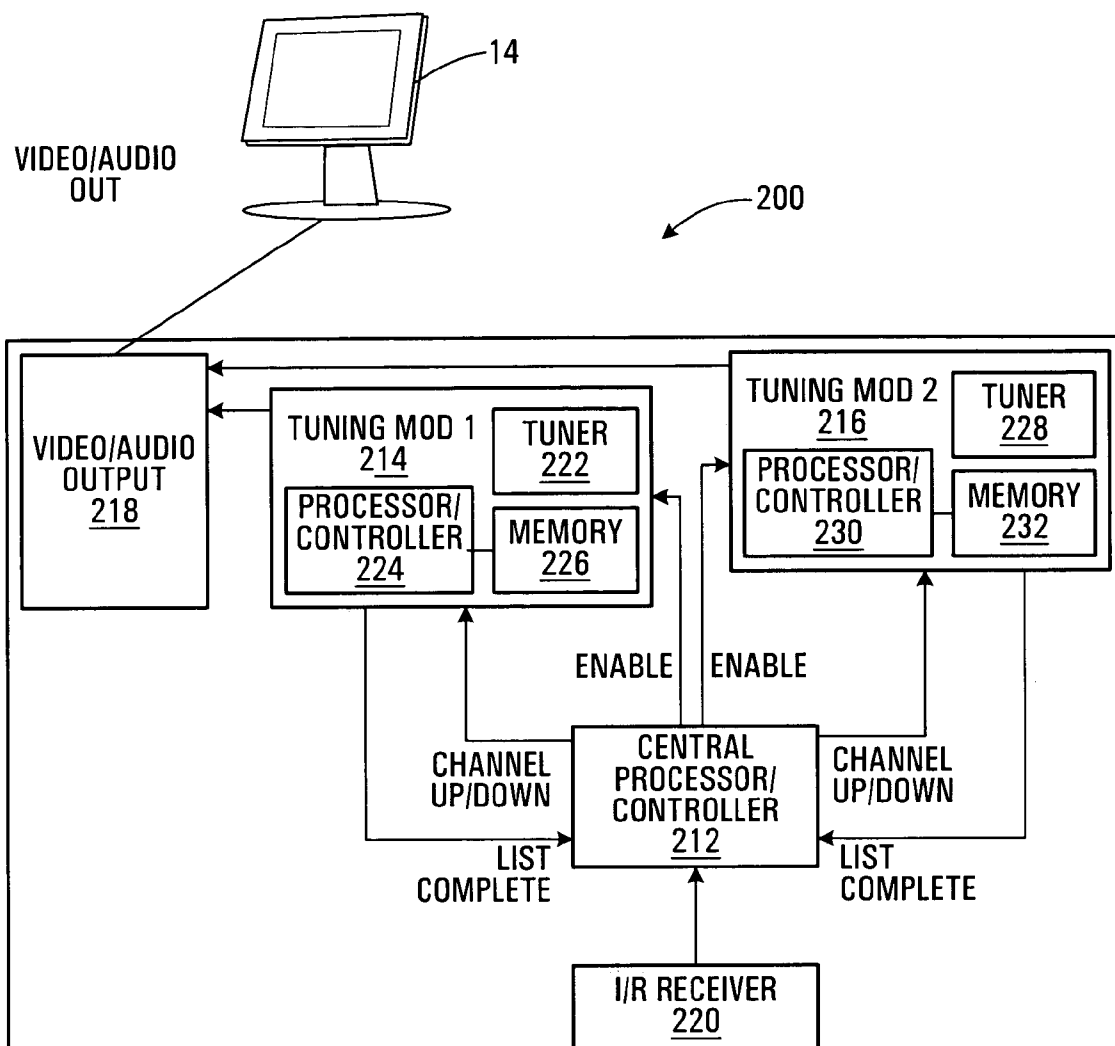 14
VIDEO/AUDIO
OUT
200
VIDEO/AUDIO
OUTPUT
218
TUNING MOD 1
214
TUNER
222
PROCESSOR/
CONTROLLER
224
MEMORY
226
TUNING MOD 2
216
TUNER
228
PROCESSOR/
CONTROLLER
230
MEMORY
232
ENABLE
ENABLE
CHANNEL
UP/DOWN
CENTRAL
PROCESSOR/
CONTROLLER
212
CHANNEL
UP/DOWN
LIST
COMPLETE
LIST
COMPLETE
I/R RECEIVER
220